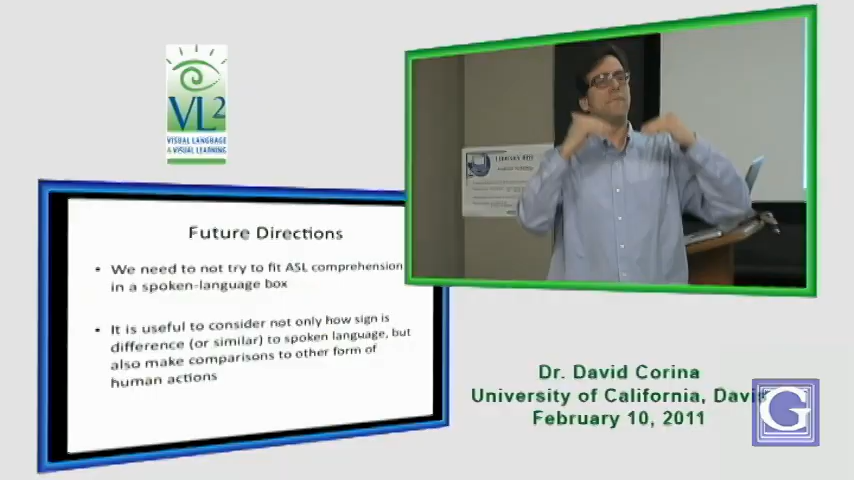 VL2
VISUAL LANGUAGE
& VISUAL LEARNING
Future Directions
• We need to not try to fit ASL comprehension
in a spoken-language box
• It is useful to consider not only how sign is
difference (or similar) to spoken language, but
also make comparisons to other form of
human actions
Dr. David Corina
University of California, Davis
February 10, 2011
G